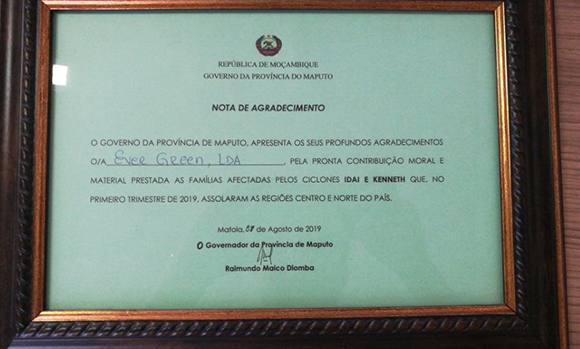 REPÚBLICA DE MOÇAMBIQUE
GOVERNO DA PROVÍNCIA DO MAPUTO
NOTA DE AGRADECIMENTO
O GOVERNO DA PROVÍNCIA DE MAPUTO, APRESENTA OS SEUS PROFUNDOS AGRADECIMENTOS
O/A Ever Green, LDA, PELA PRONTA CONTRIBUIÇÃO MORAL E
MATERIAL PRESTADA AS FAMÍLIAS AFECTADAS PELOS CICLONES IDAI E KENNETH QUE, NO
PRIMEIRO TRIMESTRE DE 2019, ASSOLARAM AS REGIÕES CENTRO E NORTE DO PAÍS.
Matola, de Agosto de 2019
O Governador da Província de Maputo
Raimundo Maico Diomba